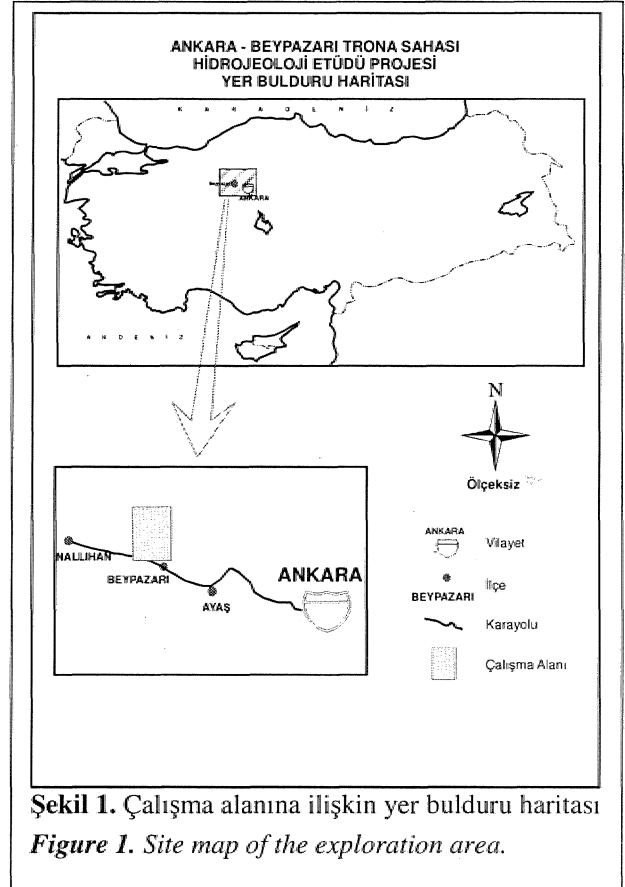 ANKARA - BEYPAZARI TRONA SAHASI
HİDROJEOLOJİ ETÜDÜ PROJESİ
YER BULDURU HARİTASI
K A R A D E N İ Z
ANKARA
A K D E N İ Z
N
Ölçeksiz
NALLIHAN
BEYPAZARI
AYAŞ
ANKARA
ANKARA
Vilayet
BEYPAZARI
İlçe
Karayolu
Çalışma Alanı
Şekil 1. Çalışma alanına ilişkin yer bulduru haritası
Figure 1. Site map of the exploration area.